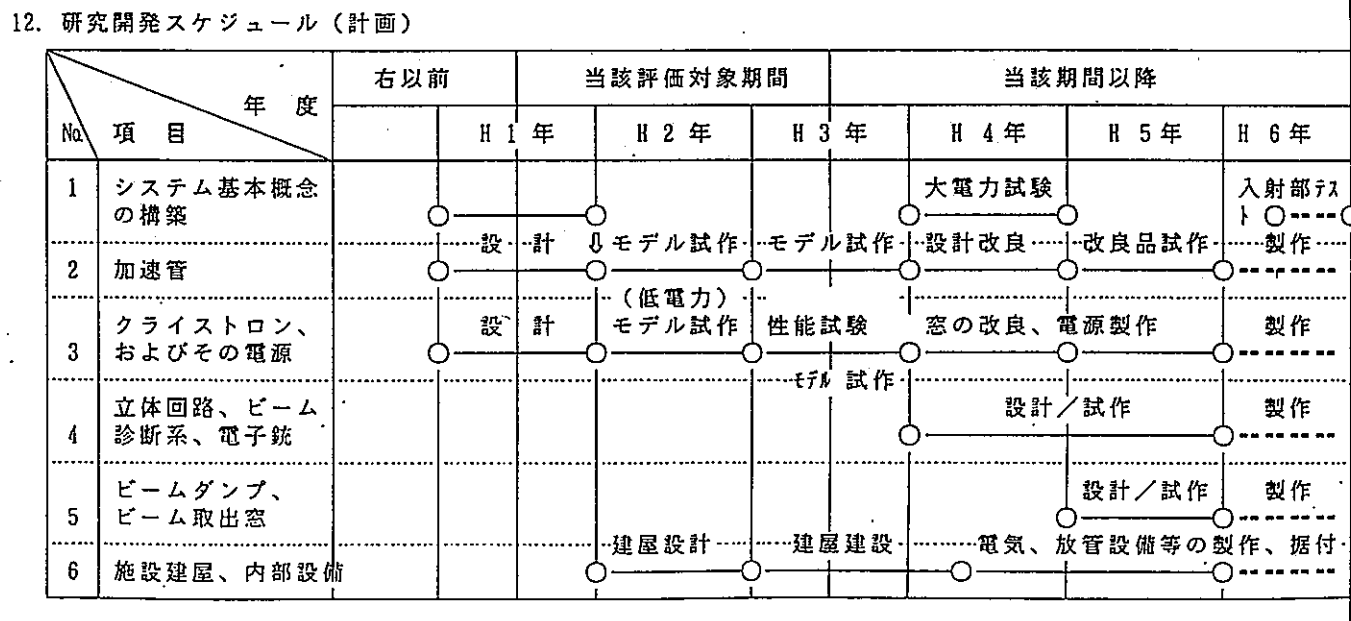 12. 研究開発スケジュール（計画）
右以前 当該評価対象期間 当該期間以降
年 度
No. 項 目 H 1 年 H 2 年 H 3 年 H 4 年 H 5 年 H 6 年
1 システム基本概念 大電力試験 入射部テス
の構築 ト
設 計 ⇩ モデル試作 モデル試作 設計改良 改良品試作 製作
2 加速管
（低電力）
クライストロン、 設 計 モデル試作 性能試験 窓の改良、電源製作 製作
3 およびその電源
モデル 試作
立体回路、ビーム 設計／試作 製作
4 診断系、電子銃
ビームダンプ、 設計／試作 製作
5 ビーム取出窓
建屋設計 建屋建設 電気、放管設備等の製作、据付
6 施設建屋、内部設備